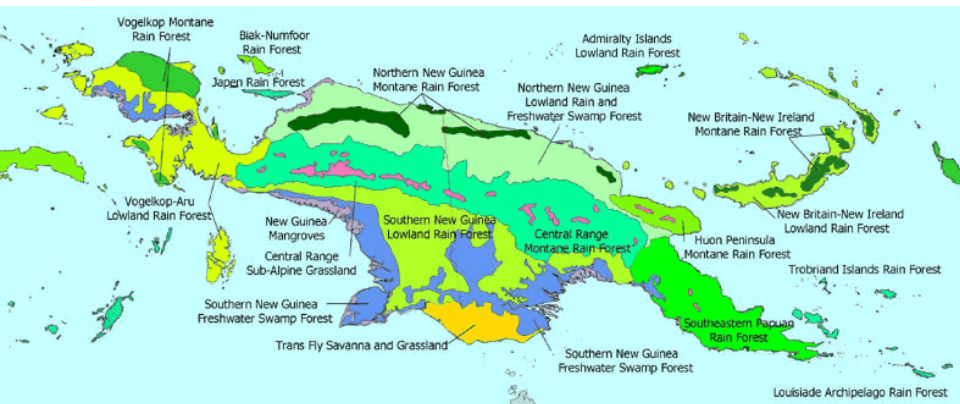 Vogelkop Montane
Rain Forest
Biak-Numfoor
Rain Forest
Japen Rain Forest
Northern New Guinea
Montane Rain Forest
Admiralty Islands
Lowland Rain Forest
Northern New Guinea
Lowland Rain and
Freshwater Swamp Forest
New Britain-New Ireland
Montane Rain Forest
Vogelkop-Aru
Lowland Rain Forest
New Guinea
Mangroves
Central Range
Sub-Alpine Grassland
Southern New Guinea
Lowland Rain Forest
Central Range
Montane Rain Forest
New Britain-New Ireland
Lowland Rain Forest
Huon Peninsula
Montane Rain Forest
Trobriand Islands Rain Forest
Southern New Guinea
Freshwater Swamp Forest
Trans Fly Savanna and Grassland
Southeastern Papuan
Rain Forest
Southern New Guinea
Freshwater Swamp Forest
Louisiade Archipelago Rain Forest